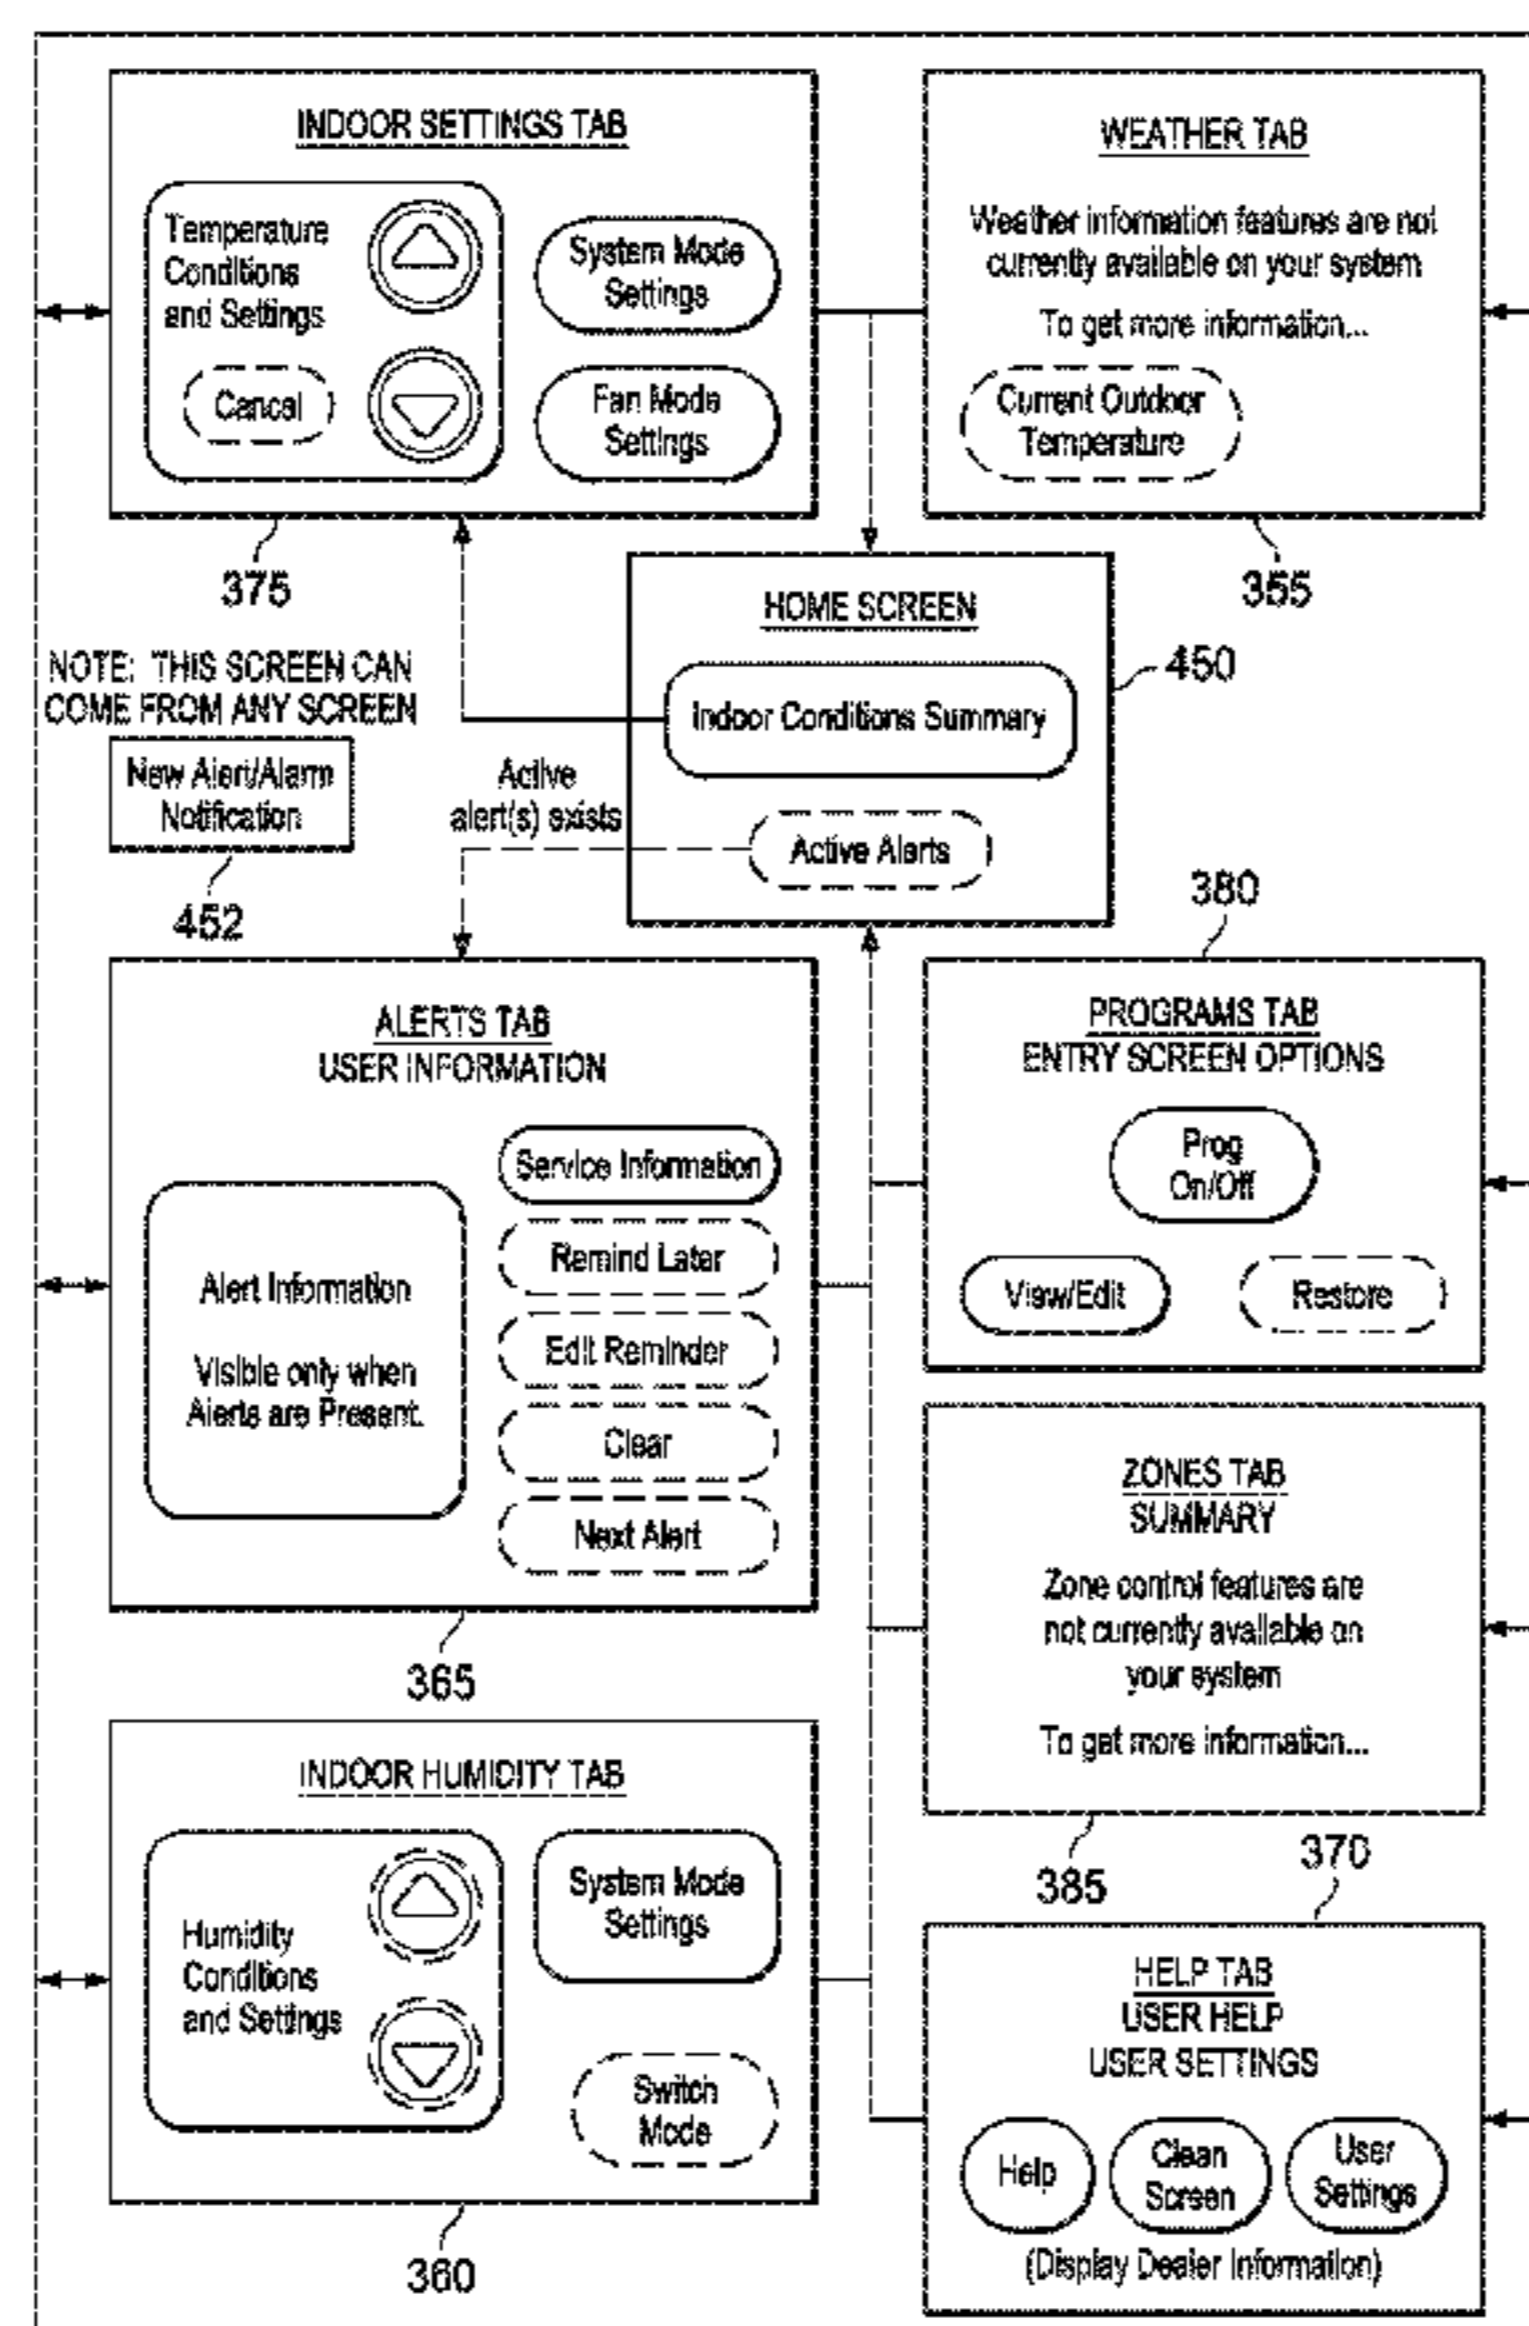 INDOOR SETTINGS TAB
Temperature
Conditions
and Settings
Cancel
System Mode
Settings
Fan Mode
Settings
375
WEATHER TAB
Weather information features are not
currently available on your system
To get more information...
Current Outdoor
Temperature
355
HOME SCREEN
Indoor Conditions Summary
Active Alerts
450
NOTE: THIS SCREEN CAN
COME FROM ANY SCREEN
New Alert/Alarm
Notification
452
Active
alert(s) exists
ALERTS TAB
USER INFORMATION
Alert Information
Visible only when
Alerts are Present.
Service Information
Remind Later
Edit Reminder
Clear
Next Alert
365
380
PROGRAMS TAB
ENTRY SCREEN OPTIONS
Prog
On/Off
View/Edit
Restore
ZONES TAB
SUMMARY
Zone control features are
not currently available on
your system
To get more information...
385
INDOOR HUMIDITY TAB
Humidity
Conditions
and Settings
System Mode
Settings
Switch
Mode
360
370
HELP TAB
USER HELP
USER SETTINGS
Help
Clean
Screen
User
Settings
(Display Dealer Information)